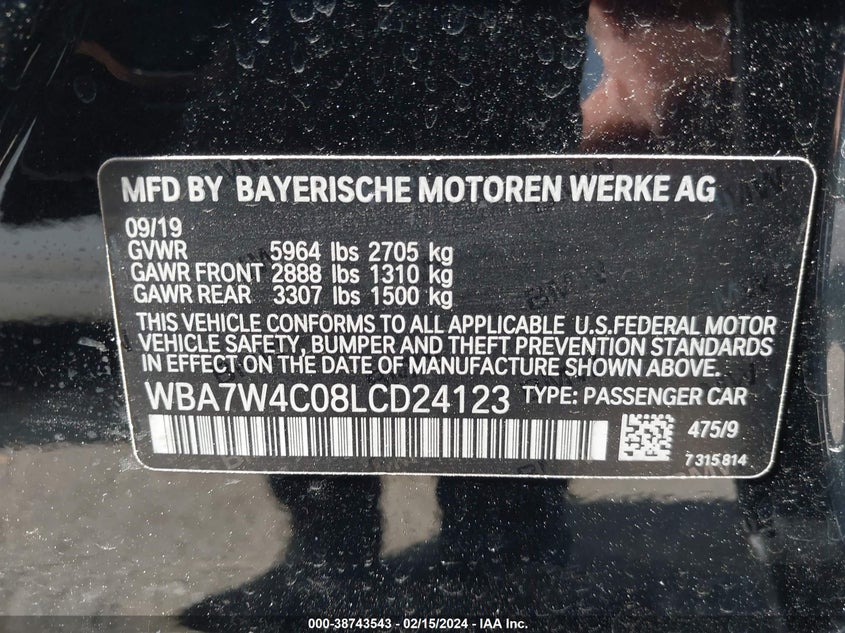 MFD BY BAYERISCHE MOTOREN WERKE AG
09/19
GVWR 5964 lbs 2705 kg
GAWR FRONT 2888 lbs 1310 kg
GAWR REAR 3307 lbs 1500 kg
THIS VEHICLE CONFORMS TO ALL APPLICABLE U.S.FEDERAL MOTOR
VEHICLE SAFETY, BUMPER AND THEFT PREVENTION STANDARDS
IN EFFECT ON THE DATE OF MANUFACTURE SHOWN ABOVE.
WBA7W4C08LCD24123 TYPE: PASSENGER CAR
475/9
7 315 814
000-38743543 - 02/15/2024 - IAA Inc.